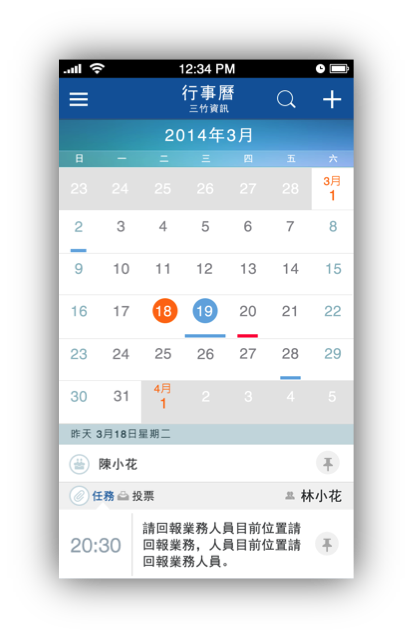 12:34 PM
行事曆
三竹資訊
2014年3月
日 一 二 三 四 五 六
23 24 25 26 27 28 3月 1
2 3 4 5 6 7 8
9 10 11 12 13 14 15
16 17 18 19 20 21 22
23 24 25 26 27 28 29
30 31 4月 1 2 3 4 5
昨天 3月18日星期二
陳小花
任務 投票 林小花
請回報業務人員目前位置請
20:30 回報業務，人員目前位置請
回報業務人員。